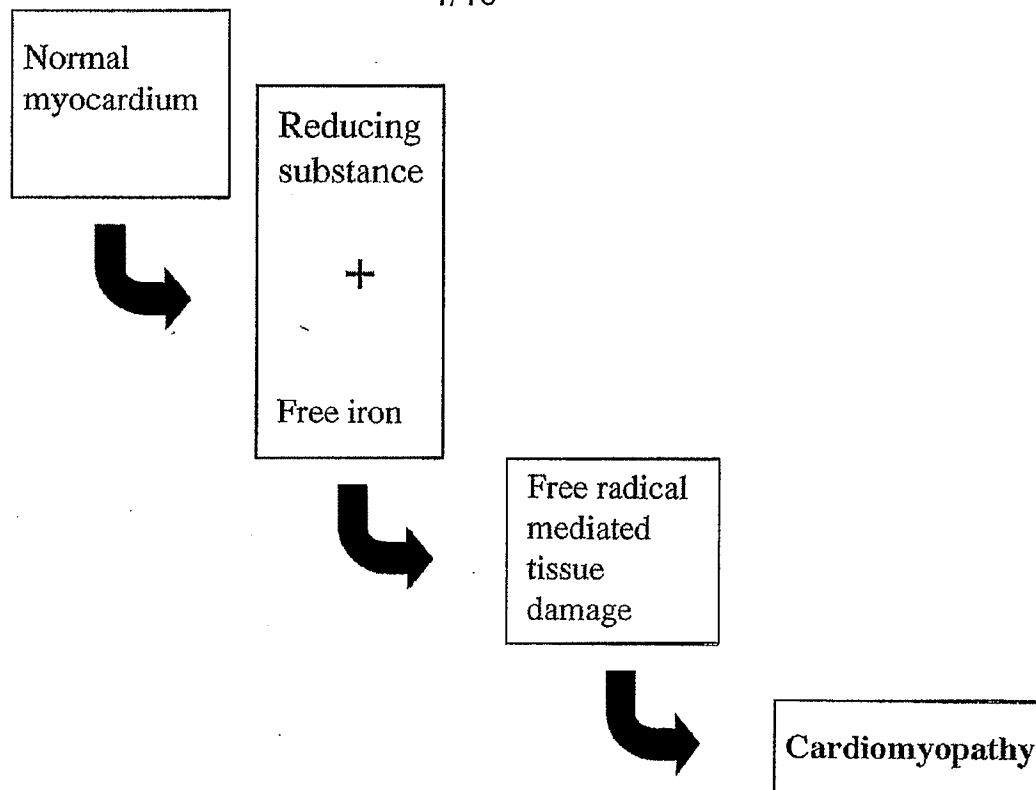 Normal
myocardium
Reducing
substance
+
Free iron
Free radical
mediated
tissue
damage
Cardiomyopathy